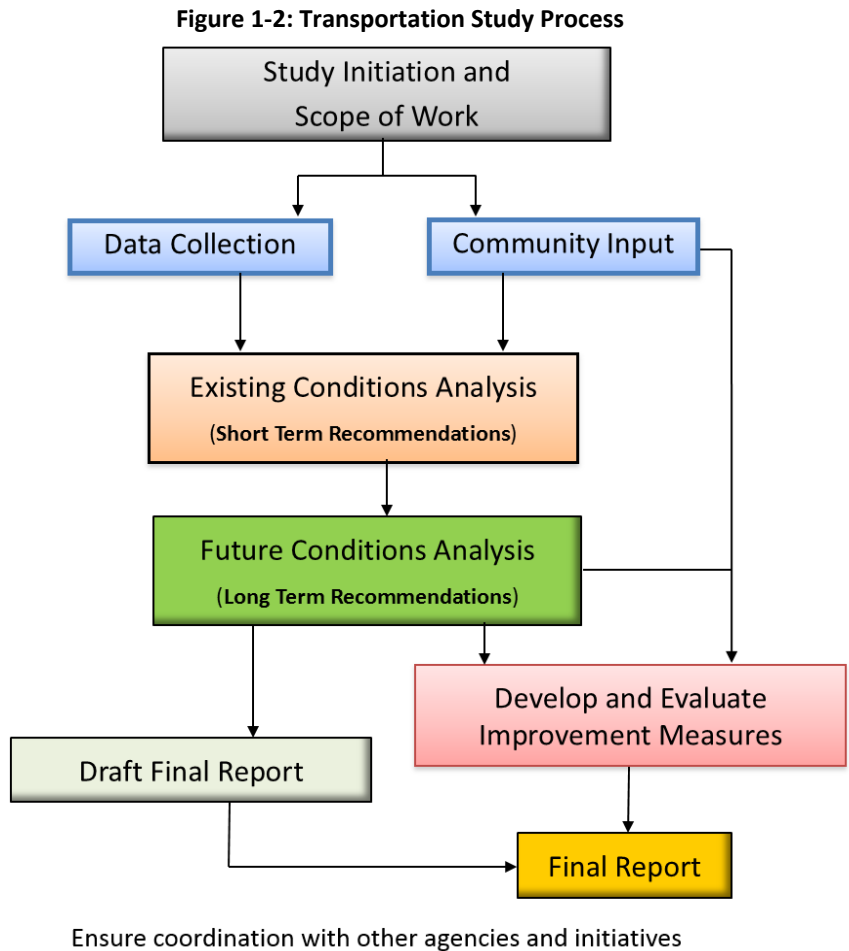 Figure 1-2: Transportation Study Process
Study Initiation and
Scope of Work
Data Collection
Community Input
Existing Conditions Analysis
(Short Term Recommendations)
Future Conditions Analysis
(Long Term Recommendations)
Develop and Evaluate
Improvement Measures
Draft Final Report
Final Report
Ensure coordination with other agencies and initiatives